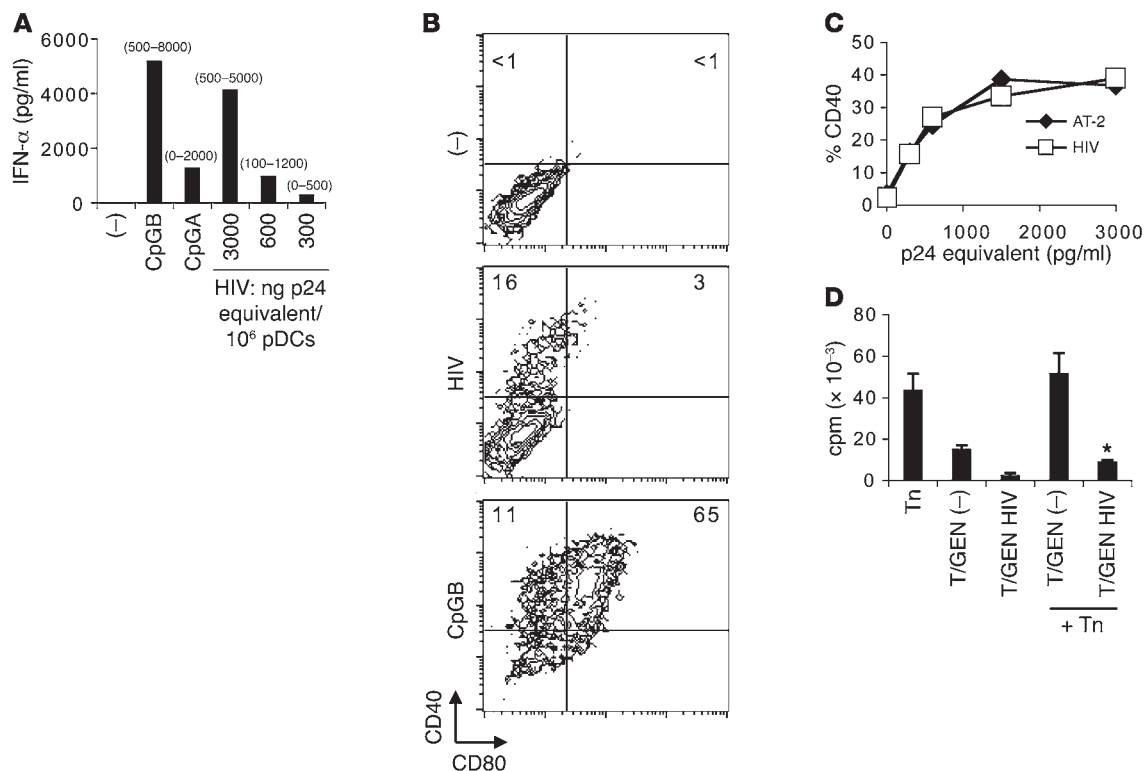 A
IFN-α (pg/ml)
6000
4000
2000
0
(500–8000)
(0–2000)
(500–5000)
(100–1200)
(0–500)
(–)
CpGB
CpGA
3000
600
300
HIV: ng p24
equivalent/
10⁶ pDCs
B
(–)
<1
<1
HIV
16
3
CpGB
11
65
CD40
CD80
C
% CD40
50
40
30
20
10
0
AT-2
HIV
0
1000
2000
3000
p24 equivalent (pg/ml)
D
cpm (× 10⁻³)
80
60
40
20
0
*
Tn
T/GEN (–)
T/GEN HIV
T/GEN (–)
T/GEN HIV
+ Tn